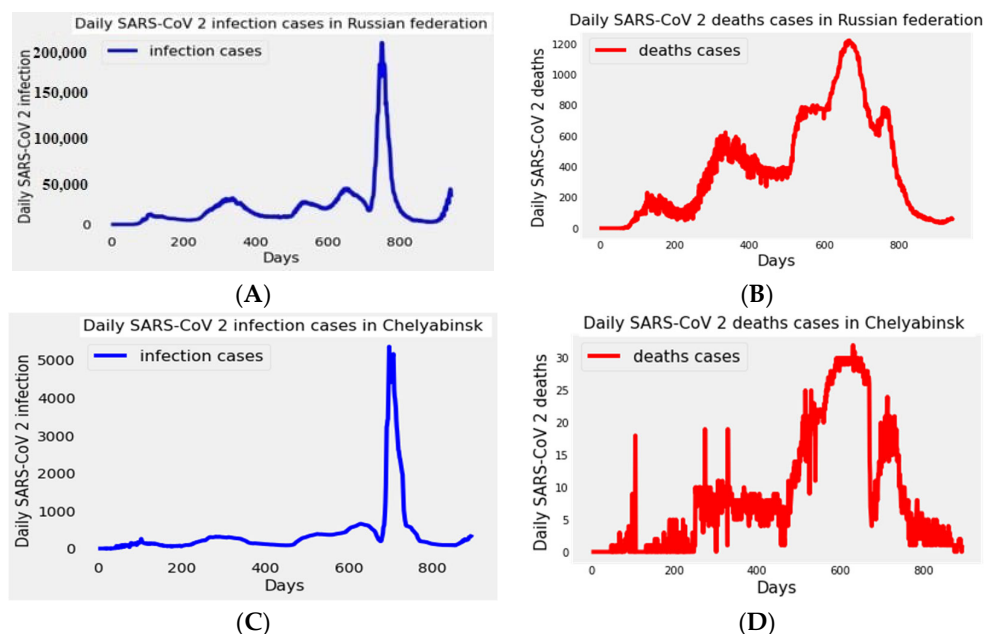 Daily SARS-CoV 2 infection cases in Russian federation
infection cases
Daily SARS-CoV 2 infection
200,000
150,000
100,000
50,000
0
0 200 400 600 800
Days
(A)
Daily SARS-CoV 2 deaths cases in Russian federation
deaths cases
Daily SARS-CoV 2 deaths
1200
1000
800
600
400
200
0
0 200 400 600 800
Days
(B)
Daily SARS-CoV 2 infection cases in Chelyabinsk
infection cases
Daily SARS-CoV 2 infection
5000
4000
3000
2000
1000
0
0 200 400 600 800
Days
(C)
Daily SARS-CoV 2 deaths cases in Chelyabinsk
deaths cases
Daily SARS-CoV 2 deaths
30
25
20
15
10
5
0
0 200 400 600 800
Days
(D)